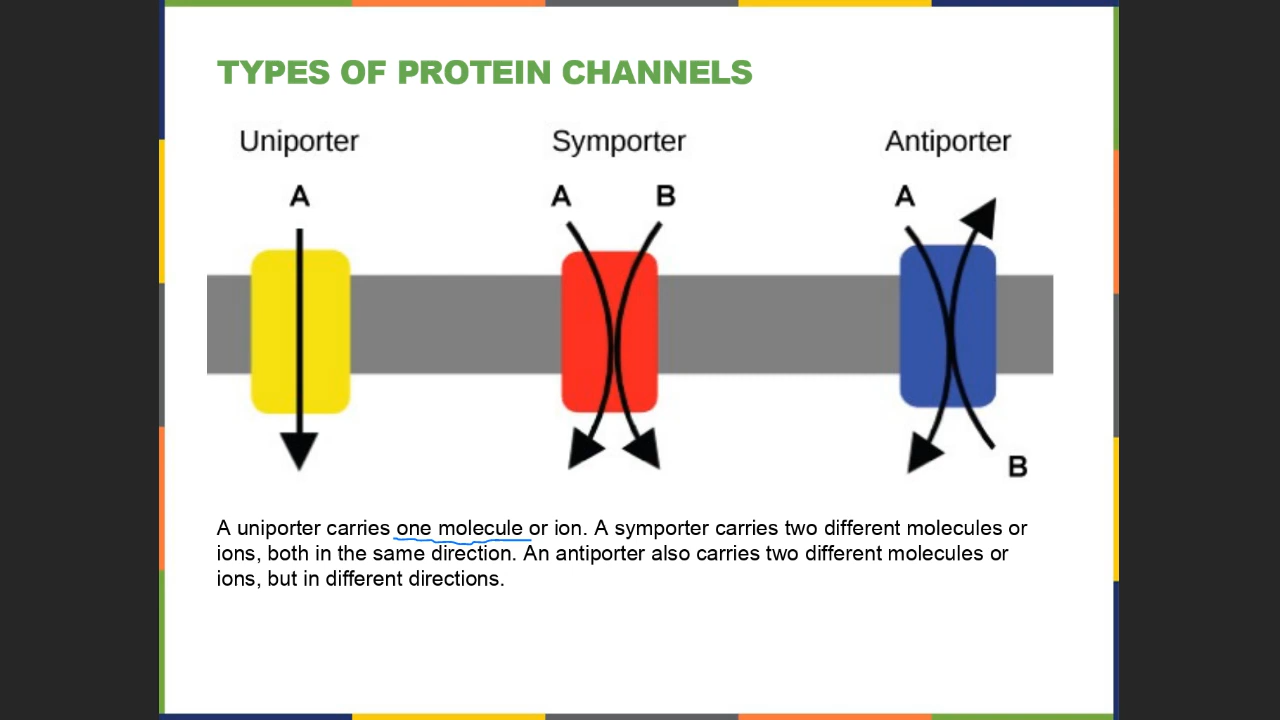 TYPES OF PROTEIN CHANNELS
Uniporter Symporter Antiporter
A A B A
B
A uniporter carries one molecule or ion. A symporter carries two different molecules or
ions, both in the same direction. An antiporter also carries two different molecules or
ions, but in different directions.